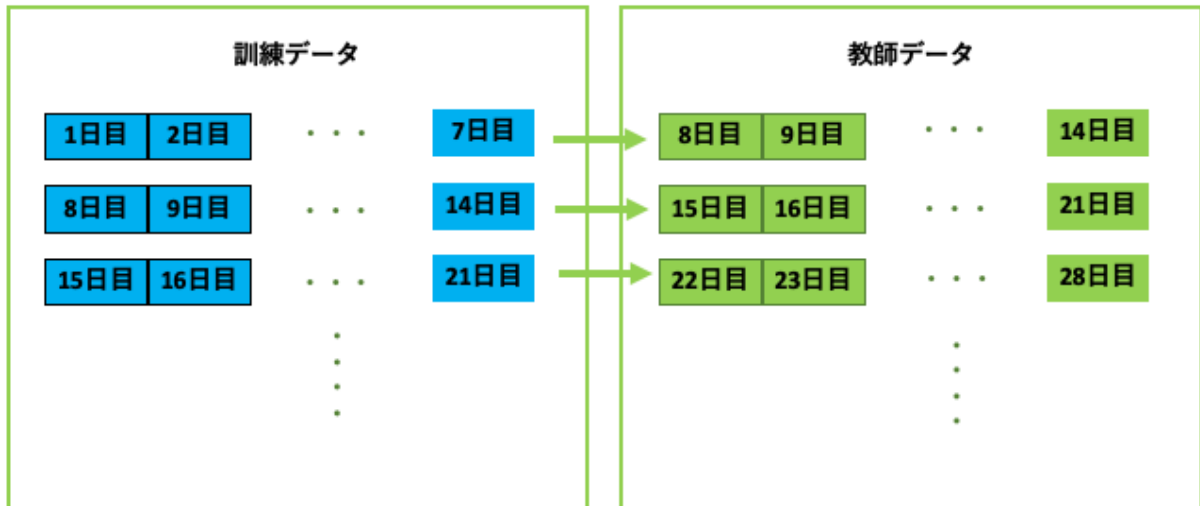 訓練データ
1日目 2日目 ・・・ 7日目
8日目 9日目 ・・・ 14日目
15日目 16日目 ・・・ 21日目
教師データ
8日目 9日目 ・・・ 14日目
15日目 16日目 ・・・ 21日目
22日目 23日目 ・・・ 28日目